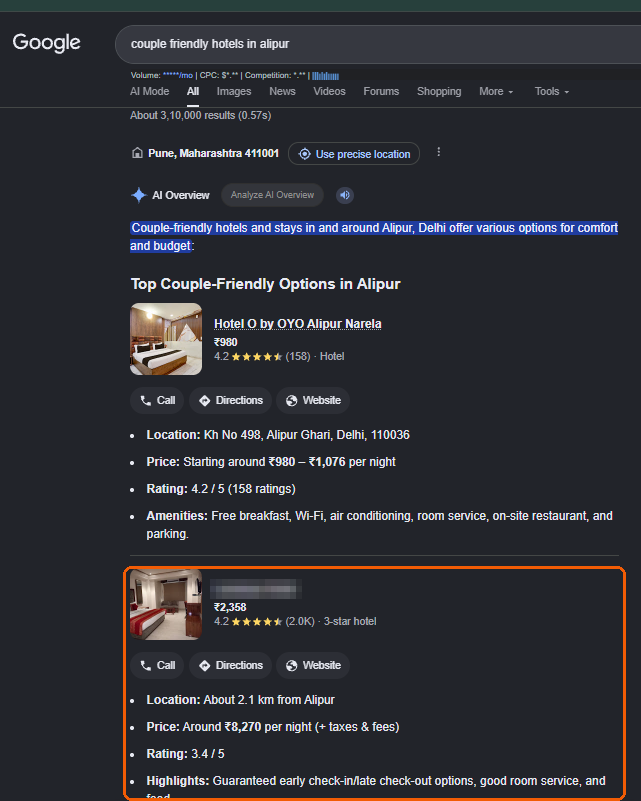 Google
couple friendly hotels in alipur
Volume: *****/mo | CPC: $*.** | Competition: *.** |
AI Mode All Images News Videos Forums Shopping More Tools
About 3,10,000 results (0.57s)
Pune, Maharashtra 411001 Use precise location
AI Overview Analyze AI Overview
Couple-friendly hotels and stays in and around Alipur, Delhi offer various options for comfort
and budget:
Top Couple-Friendly Options in Alipur
Hotel O by OYO Alipur Narela
₹980
4.2 ★★★★★ (158) · Hotel
Call Directions Website
• Location: Kh No 498, Alipur Ghari, Delhi, 110036
• Price: Starting around ₹980 – ₹1,076 per night
• Rating: 4.2 / 5 (158 ratings)
• Amenities: Free breakfast, Wi-Fi, air conditioning, room service, on-site restaurant, and
parking.
₹2,358
4.2 ★★★★★ (2.0K) · 3-star hotel
Call Directions Website
• Location: About 2.1 km from Alipur
• Price: Around ₹8,270 per night (+ taxes & fees)
• Rating: 3.4 / 5
• Highlights: Guaranteed early check-in/late check-out options, good room service, and
food